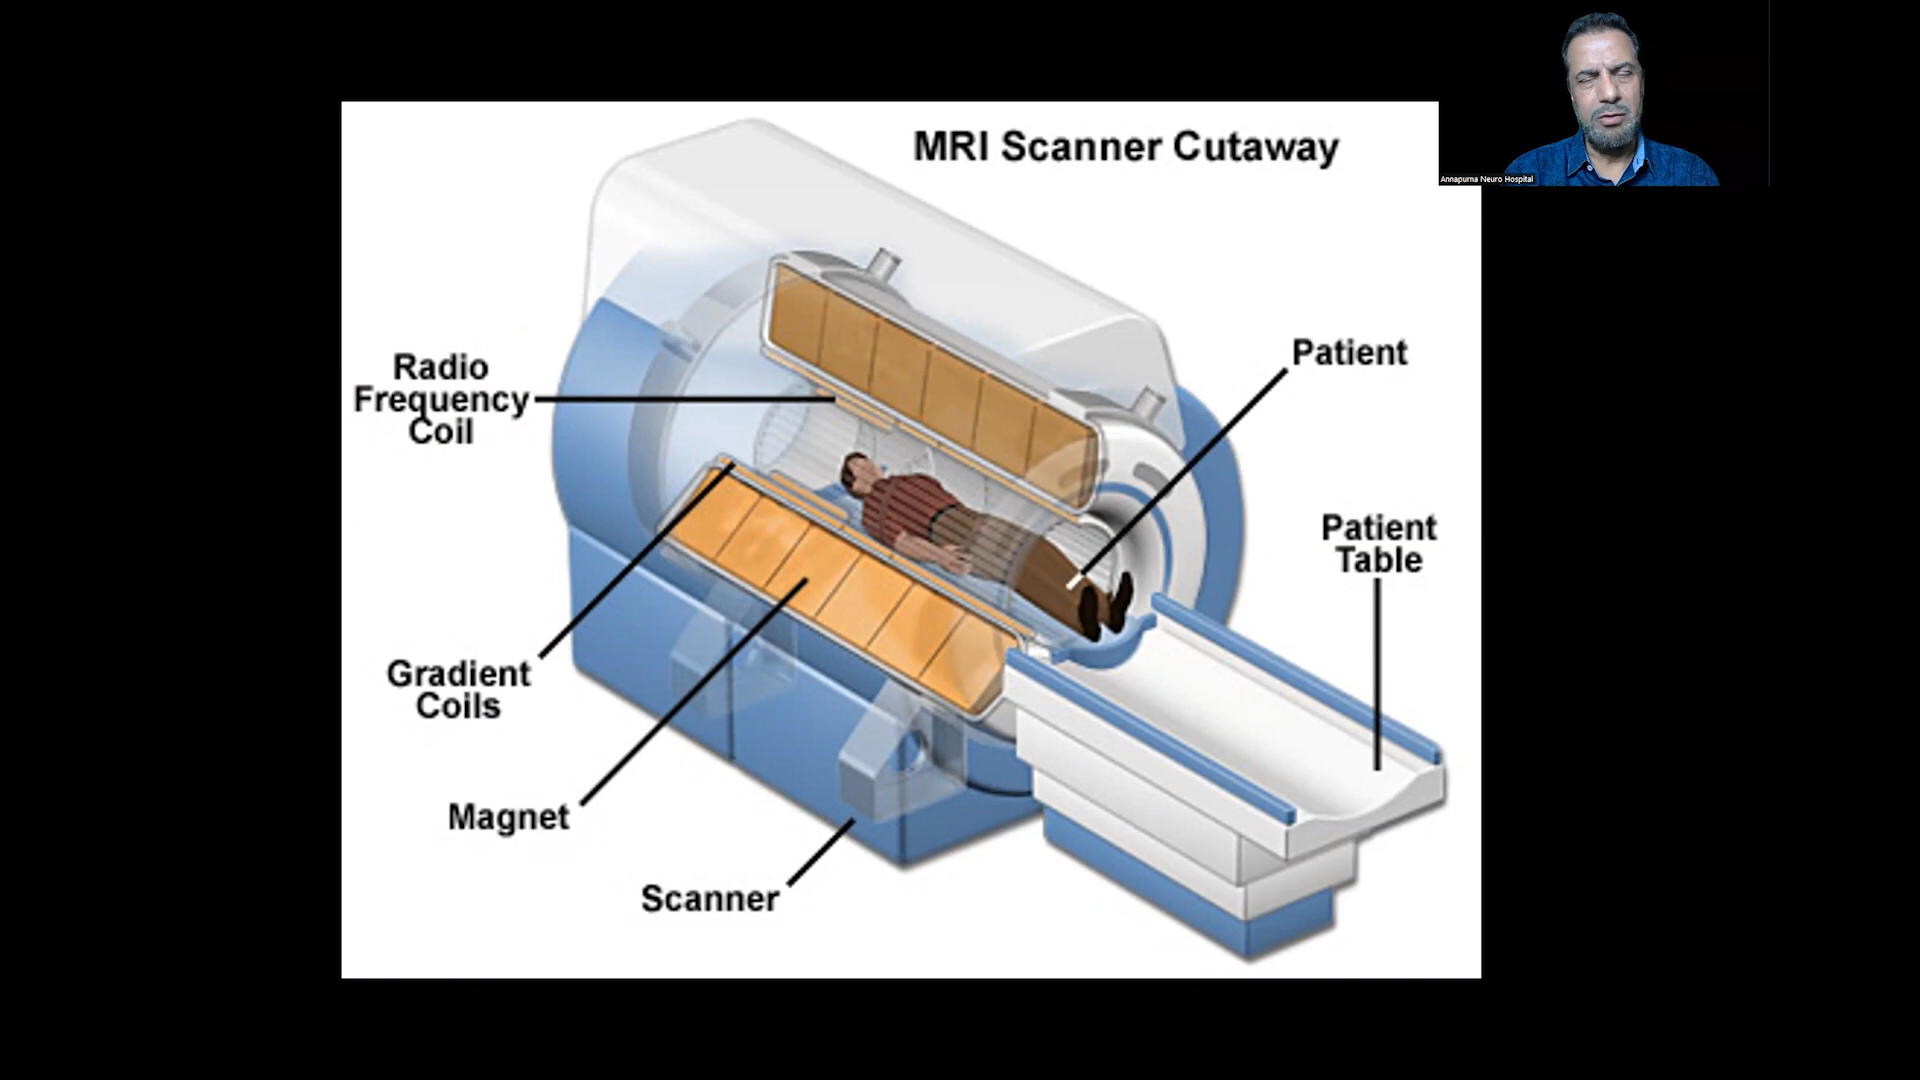 MRI Scanner Cutaway
Annapurna Neuro Hospital
Radio
Frequency
Coil
Patient
Patient
Table
Gradient
Coils
Magnet
Scanner